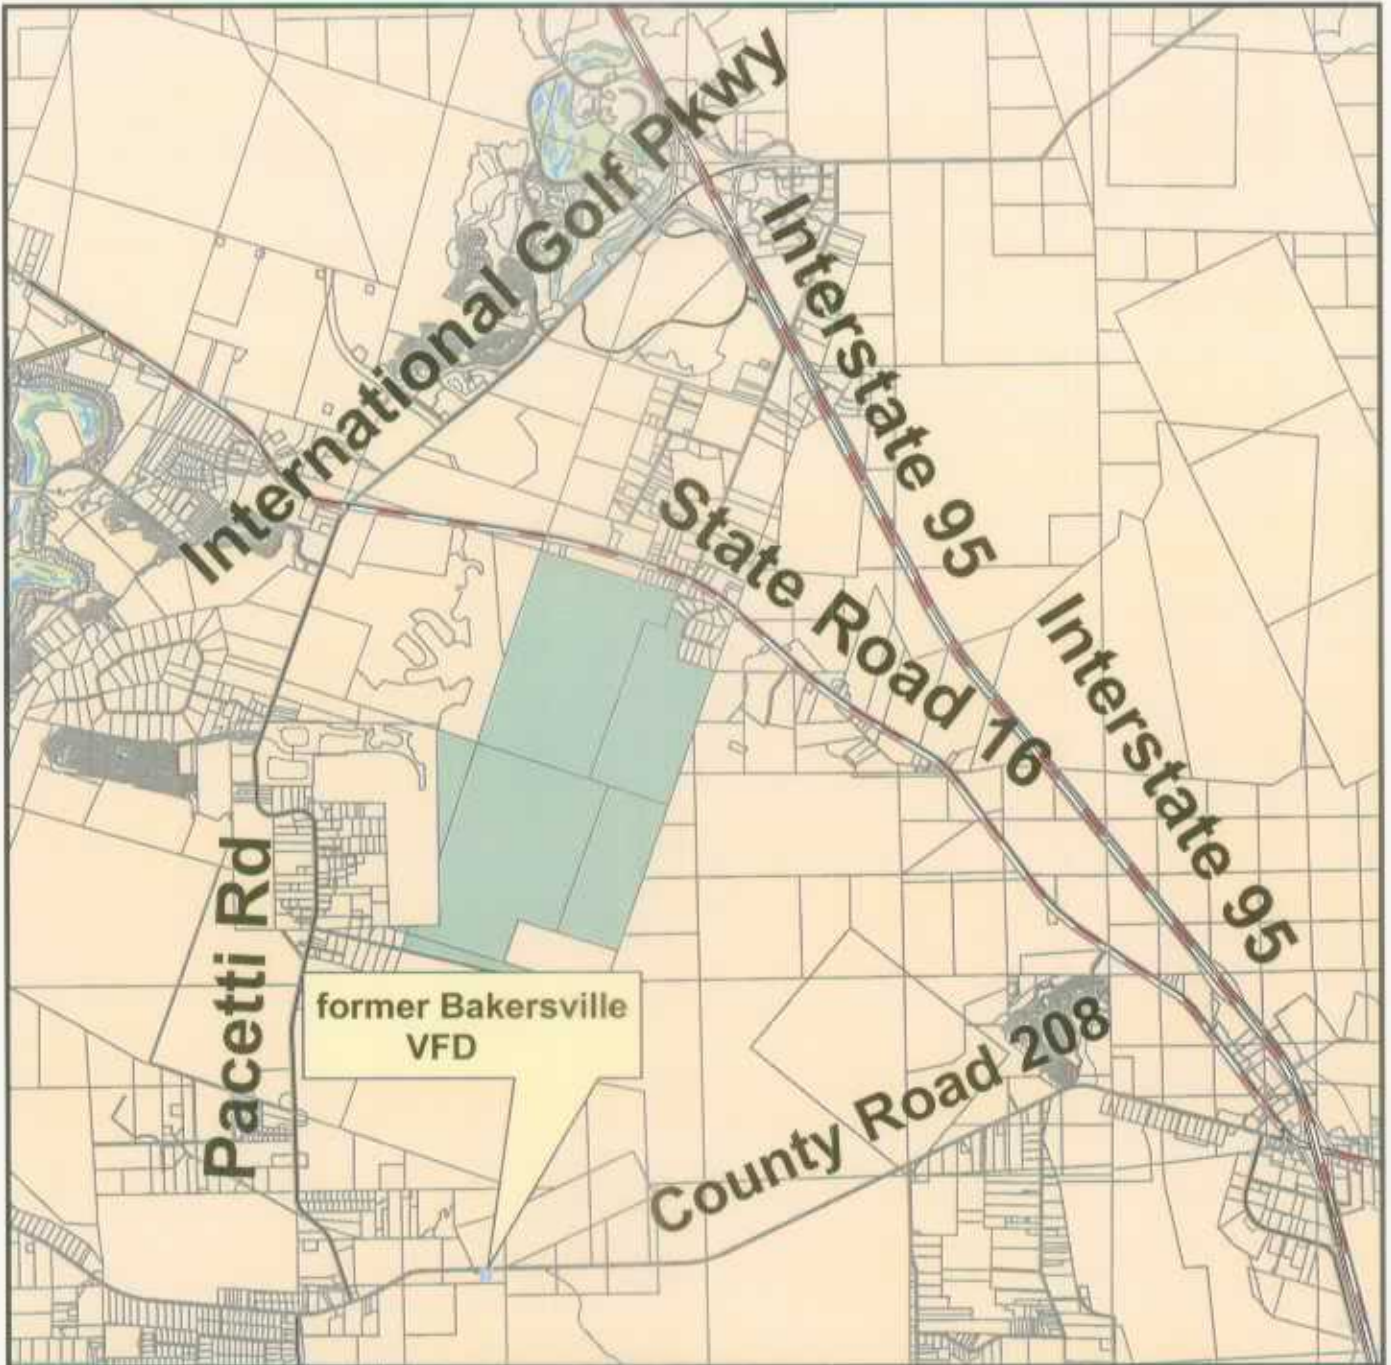 International Golf Pkwy
Interstate 95
State Road 16
Interstate 95
Pacetti Rd
former Bakersville
VFD
County Road 208